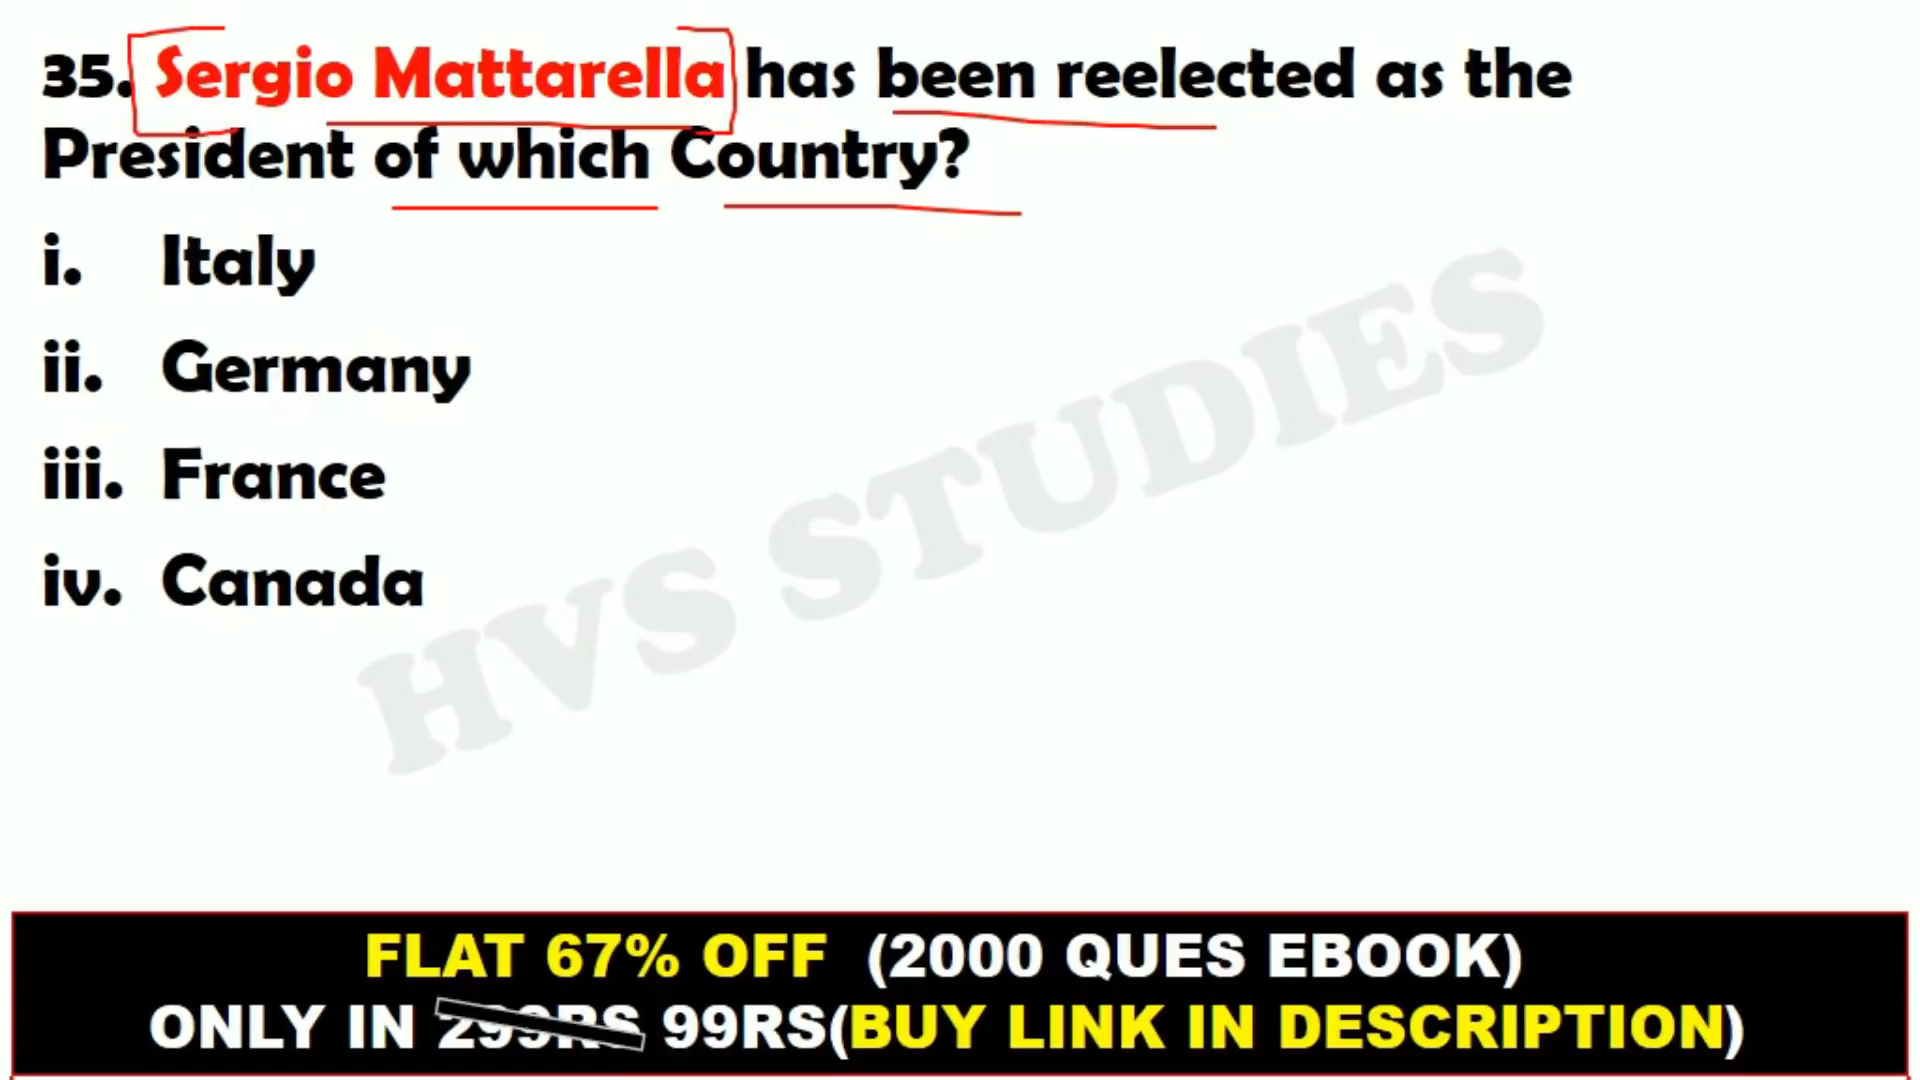 35. Sergio Mattarella has been reelected as the
President of which Country?
i. Italy
ii. Germany
iii. France
iv. Canada
HVS STUDIES
FLAT 67% OFF (2000 QUES EBOOK)
ONLY IN 299RS 99RS(BUY LINK IN DESCRIPTION)